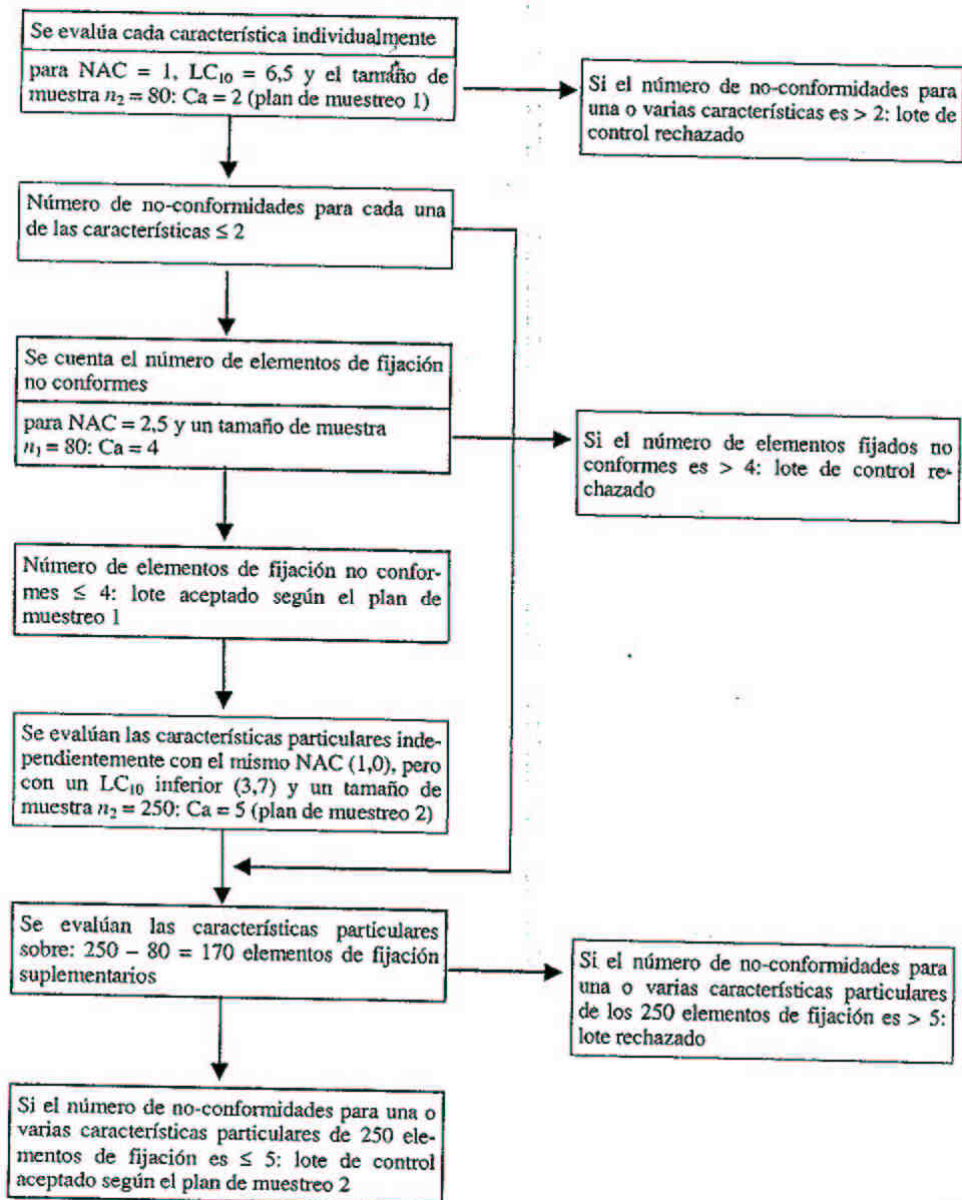 Se evalúa cada característica individualmente
para NAC = 1, LC₁₀ = 6,5 y el tamaño de
muestra n₂ = 80: Ca = 2 (plan de muestreo 1)
Si el número de no-conformidades para
una o varias características es > 2: lote de
control rechazado
Número de no-conformidades para cada una
de las características ≤ 2
Se cuenta el número de elementos de fijación
no conformes
para NAC = 2,5 y un tamaño de muestra
n₁ = 80: Ca = 4
Si el número de elementos fijados no
conformes es > 4: lote de control re-
chazado
Número de elementos de fijación no confor-
mes ≤ 4: lote aceptado según el plan de
muestreo 1
Se evalúan las características particulares inde-
pendientemente con el mismo NAC (1,0), pero
con un LC₁₀ inferior (3,7) y un tamaño de
muestra n₂ = 250: Ca = 5 (plan de muestreo 2)
Se evalúan las características particulares
sobre: 250 – 80 = 170 elementos de fijación
suplementarios
Si el número de no-conformidades para
una o varias características particulares
de los 250 elementos de fijación es > 5:
lote rechazado
Si el número de no-conformidades para una o
varias características particulares de 250 ele-
mentos de fijación es ≤ 5: lote de control
aceptado según el plan de muestreo 2